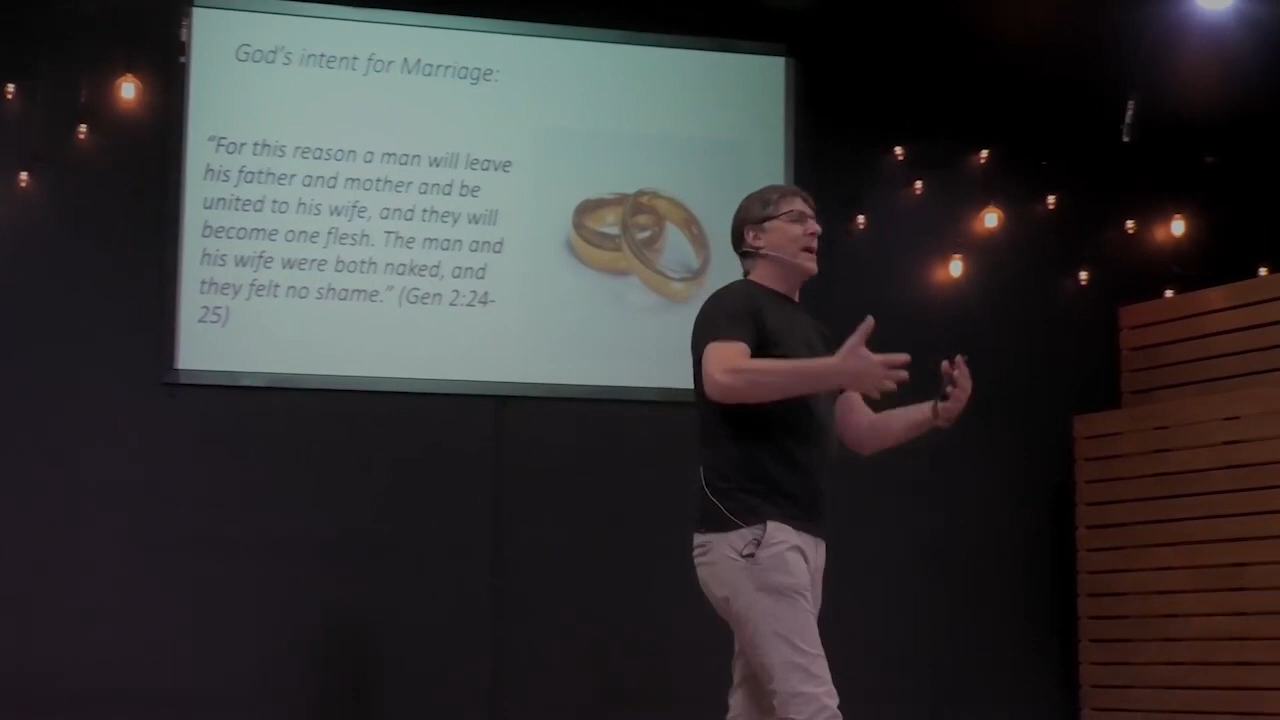 God's intent for Marriage:
“For this reason a man will leave
his father and mother and be
united to his wife, and they will
become one flesh. The man and
his wife were both naked, and
they felt no shame.” (Gen 2:24-
25)